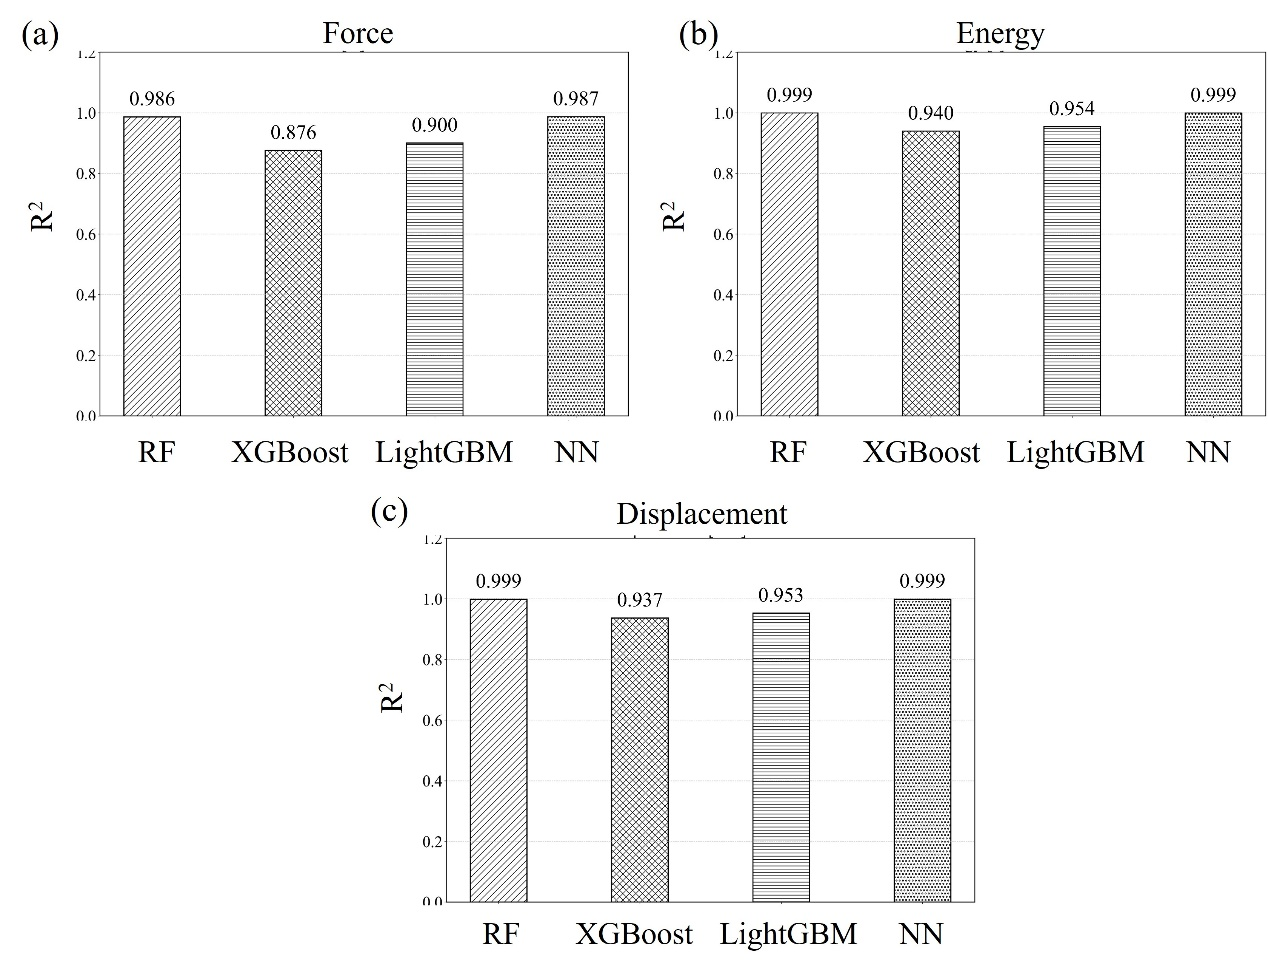 (a)
Force
1.2
1.0
0.8
0.6
0.4
0.2
0.0
R²
0.986
0.876
0.900
0.987
RF XGBoost LightGBM NN
(b)
Energy
1.2
1.0
0.8
0.6
0.4
0.2
0.0
R²
0.999
0.940
0.954
0.999
RF XGBoost LightGBM NN
(c)
Displacement
1.2
1.0
0.8
0.6
0.4
0.2
0.0
R²
0.999
0.937
0.953
0.999
RF XGBoost LightGBM NN